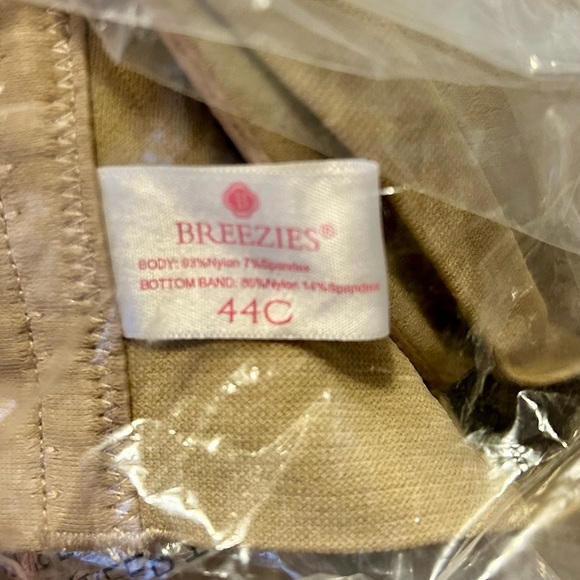 B
BREEZIES®
BODY: 93%Nylon 7%Spandex
BOTTOM BAND: 86%Nylon 14%Spandex
44C